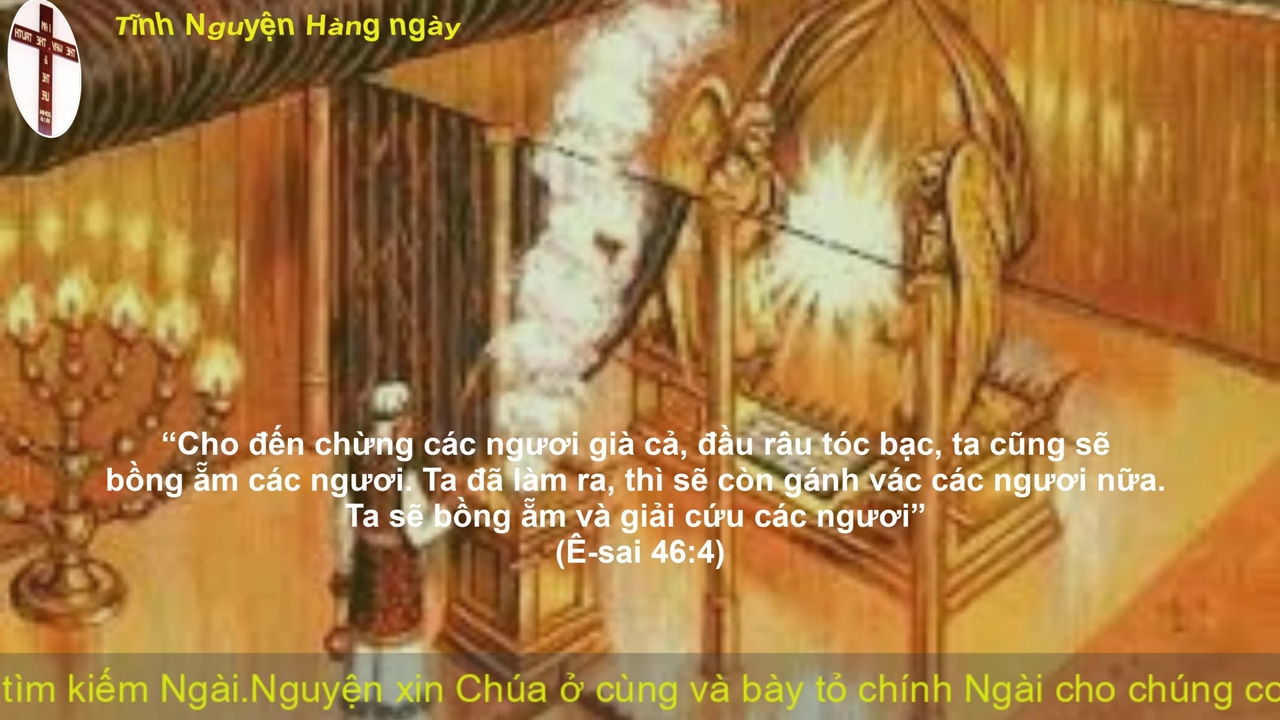 Tĩnh Nguyện Hàng ngày
“Cho đến chừng các ngươi già cả, đầu râu tóc bạc, ta cũng sẽ
bồng ẵm các ngươi. Ta đã làm ra, thì sẽ còn gánh vác các ngươi nữa.
Ta sẽ bồng ẵm và giải cứu các ngươi”
(Ê-sai 46:4)
tìm kiếm Ngài.Nguyện xin Chúa ở cùng và bày tỏ chính Ngài cho chúng